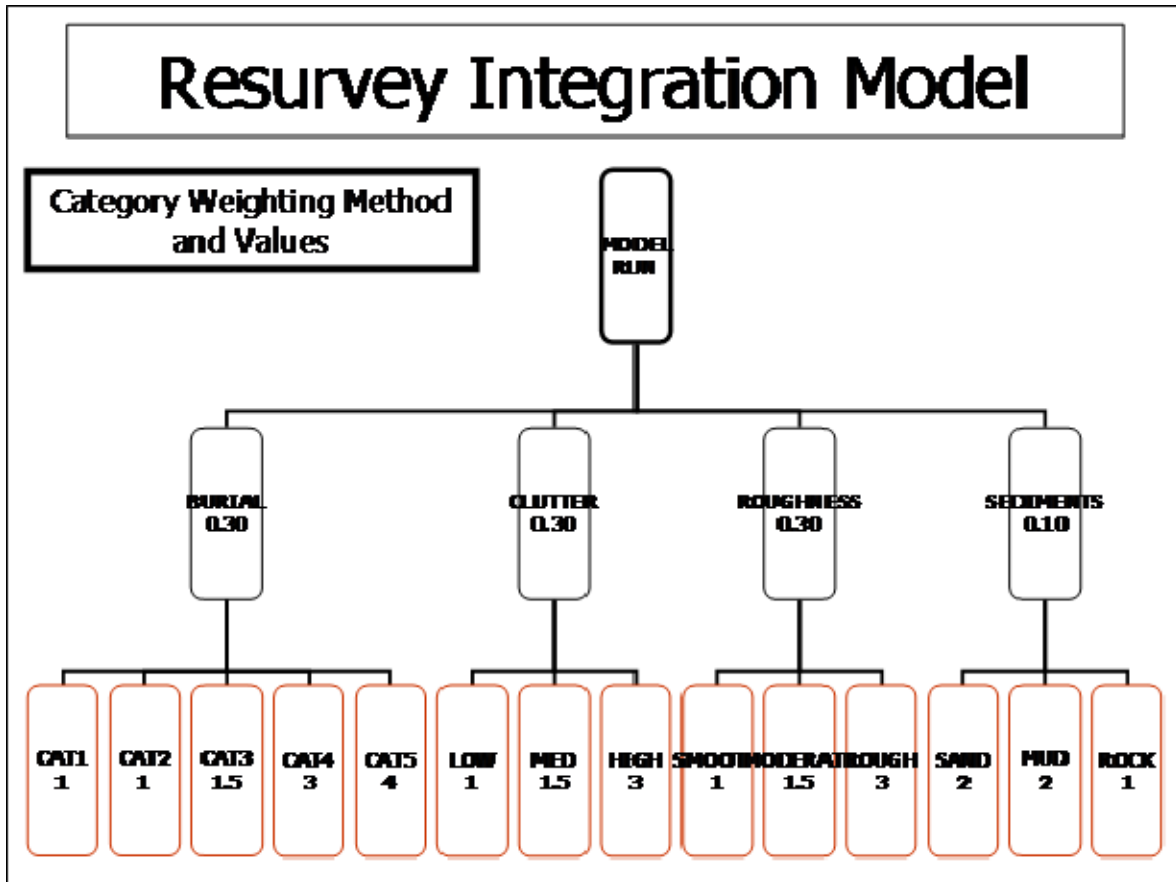 Resurvey Integration Model
Category Weighting Method
and Values
MODEL
RUN
BURIAL
0.30
CLUTTER
0.30
ROUGHNESS
0.30
SEDIMENTS
0.10
CAT1
1
CAT2
1
CAT3
1.5
CAT4
3
CAT5
4
LOW
1
MED
1.5
HIGH
3
SMOOTH
1
MODERATE
1.5
ROUGH
3
SAND
2
MUD
2
ROCK
1